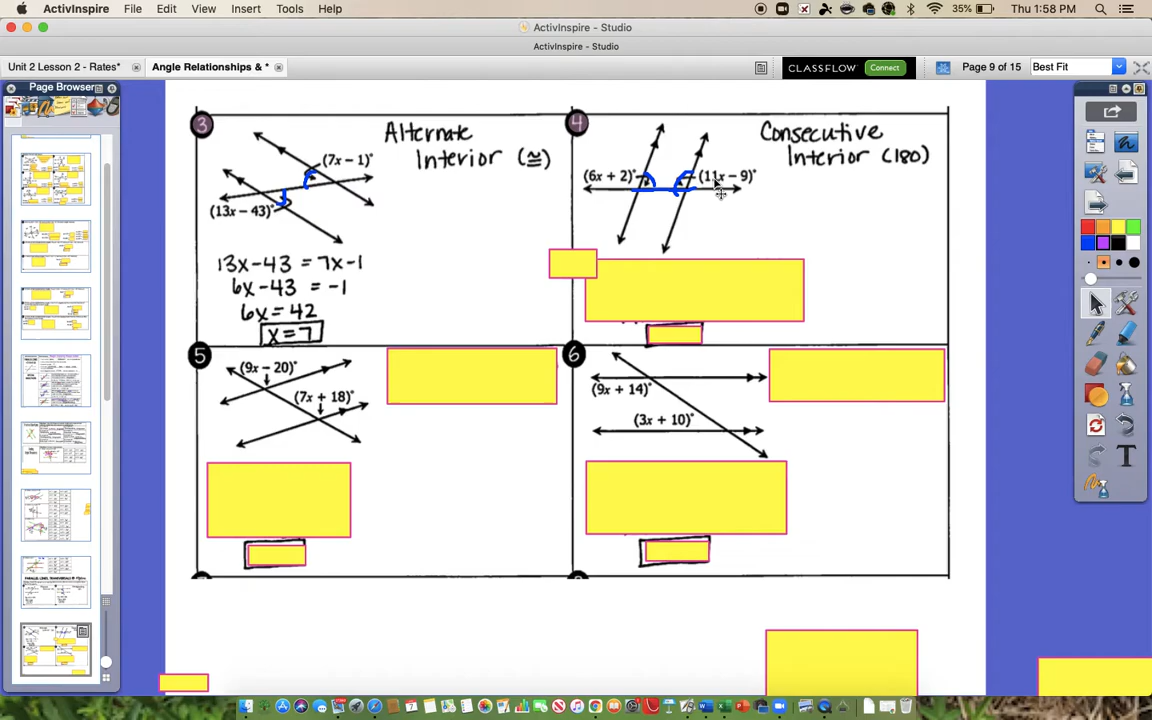 ActivInspire File Edit View Insert Tools Help 35% Thu 1:58 PM
ActivInspire - Studio
ActivInspire - Studio
Unit 2 Lesson 2 - Rates* Angle Relationships & * CLASSFLOW Connect Page 9 of 15 Best Fit
Page Browser
3
Alternate
Interior (≅)
(7x − 1)°
(13x − 43)°
13x − 43 = 7x − 1
6x − 43 = −1
6x = 42
x = 7
4
Consecutive
Interior (180)
(6x + 2)° (11x − 9)°
5
(9x − 20)°
(7x + 18)°
6
(9x + 14)°
(3x + 10)°